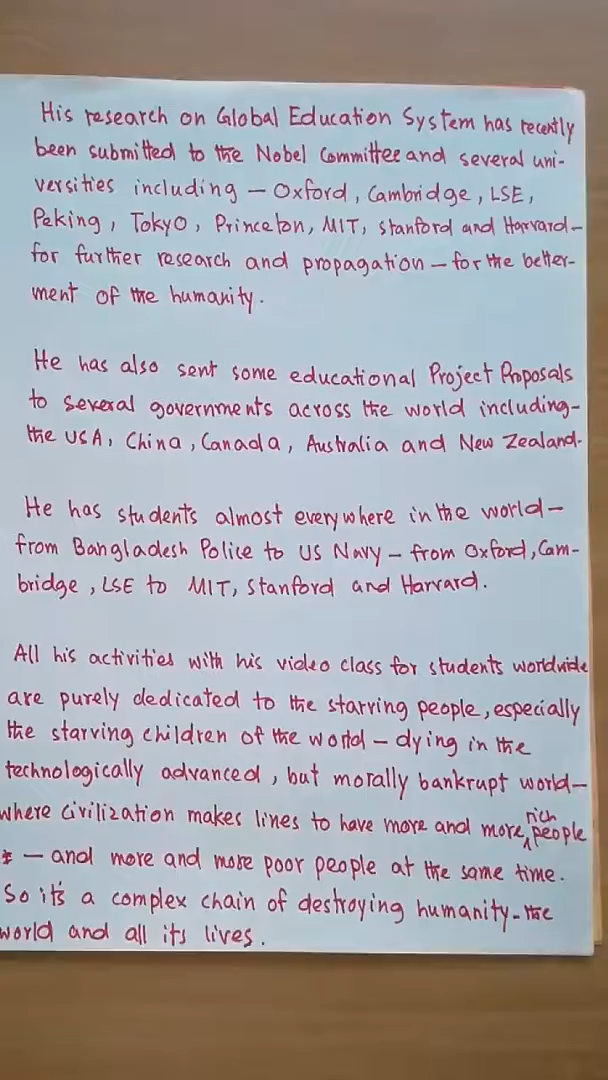 His research on Global Education System has recently
been submitted to the Nobel Committee and several uni-
versities including – Oxford, Cambridge, LSE,
Peking, Tokyo, Princeton, MIT, Stanford and Harvard –
for further research and propagation – for the better-
ment of the humanity.
He has also sent some educational Project Proposals
to several governments across the world including –
the USA, China, Canada, Australia and New Zealand.
He has students almost everywhere in the world –
from Bangladesh Police to US Navy – from Oxford, Cam-
bridge, LSE to MIT, Stanford and Harvard.
All his activities with his video class for students worldwide
are purely dedicated to the starving people, especially
the starving children of the world – dying in the
technologically advanced, but morally bankrupt world –
where civilization makes lines to have more and more rich people
– and more and more poor people at the same time.
So it's a complex chain of destroying humanity – the
world and all its lives.